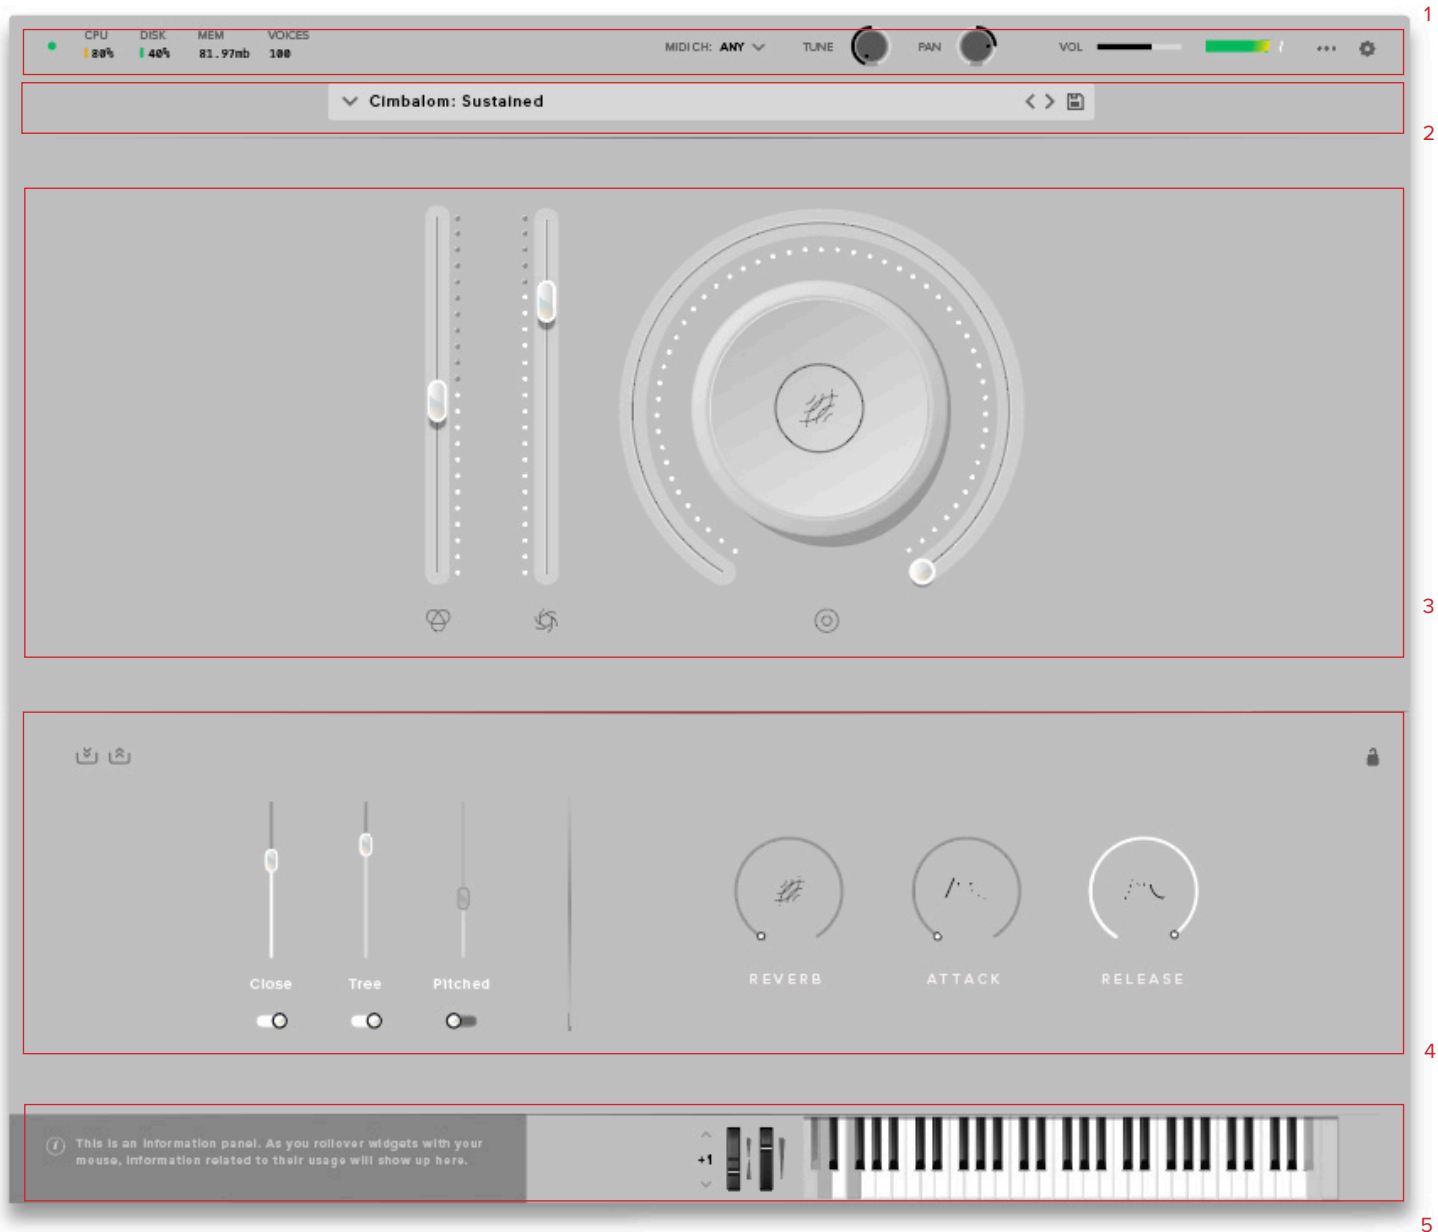 1
CPU DISK MEM VOICES
80% 40% 81.97mb 100
MIDI CH: ANY TUNE PAN VOL
Cimbalom: Sustained
2
3
Close Tree Pitched
REVERB ATTACK RELEASE
4
This is an information panel. As you rollover widgets with your
mouse, information related to their usage will show up here.
+1
5